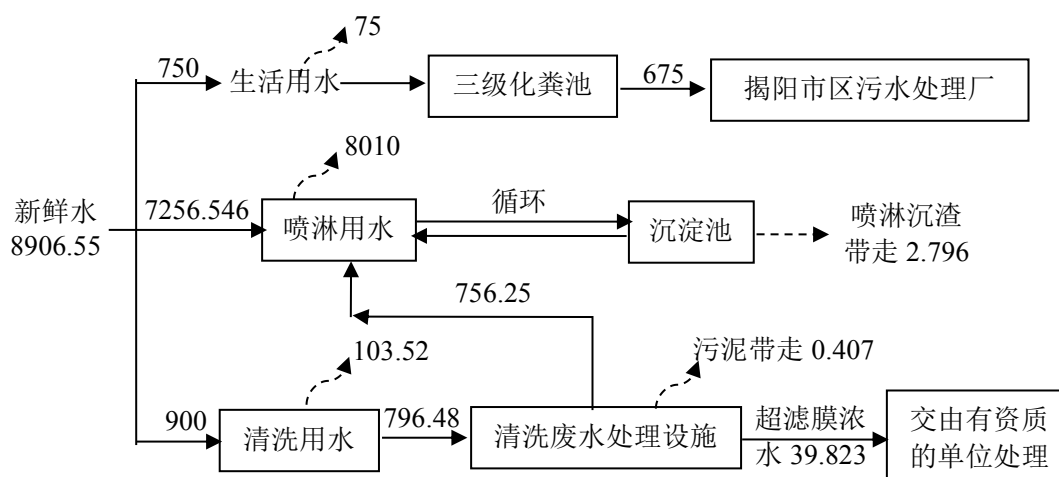 75
750
生活用水
三级化粪池
675
揭阳市区污水处理厂
8010
新鲜水
8906.55
7256.546
喷淋用水
循环
沉淀池
喷淋沉渣
带走 2.796
756.25
103.52
污泥带走 0.407
900
清洗用水
796.48
清洗废水处理设施
超滤膜浓
水 39.823
交由有资质
的单位处理